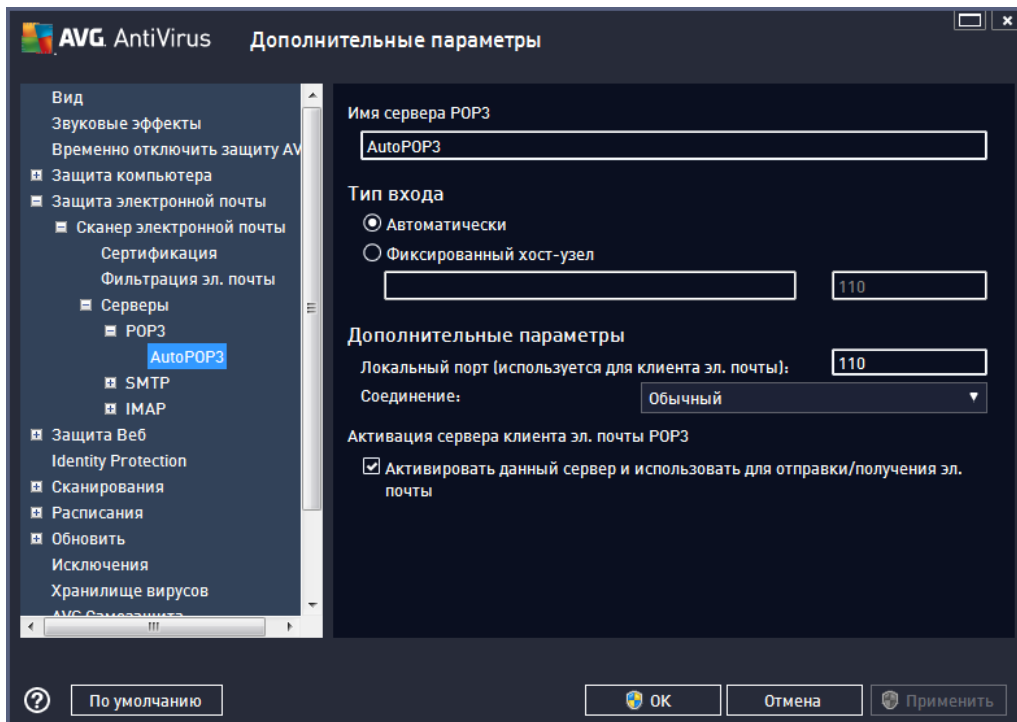 AVG. AntiVirus Дополнительные параметры
Вид
Звуковые эффекты
Временно отключить защиту AV
Защита компьютера
Защита электронной почты
Сканер электронной почты
Сертификация
Фильтрация эл. почты
Серверы
POP3
AutoPOP3
SMTP
IMAP
Защита Веб
Identity Protection
Сканирования
Расписания
Обновить
Исключения
Хранилище вирусов
AVG Самозащита
Имя сервера POP3
AutoPOP3
Тип входа
Автоматически
Фиксированный хост-узел
110
Дополнительные параметры
Локальный порт (используется для клиента эл. почты): 110
Соединение: Обычный
Активация сервера клиента эл. почты POP3
Активировать данный сервер и использовать для отправки/получения эл.
почты
? По умолчанию OK Отмена Применить